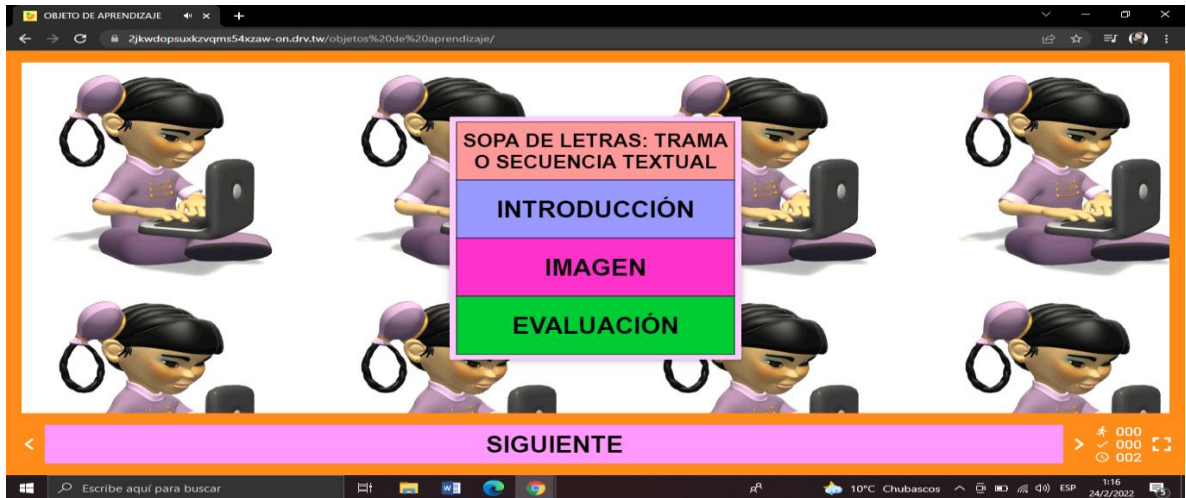 OBJETO DE APRENDIZAJE
2jkwdopsuxkzvqms54xzaw-on.drv.tw/objetos%20de%20aprendizaje/
SOPA DE LETRAS: TRAMA
O SECUENCIA TEXTUAL
INTRODUCCIÓN
IMAGEN
EVALUACIÓN
SIGUIENTE
000
000
002
Escribe aquí para buscar
10°C Chubascos
ESP
1:16
24/2/2022
5